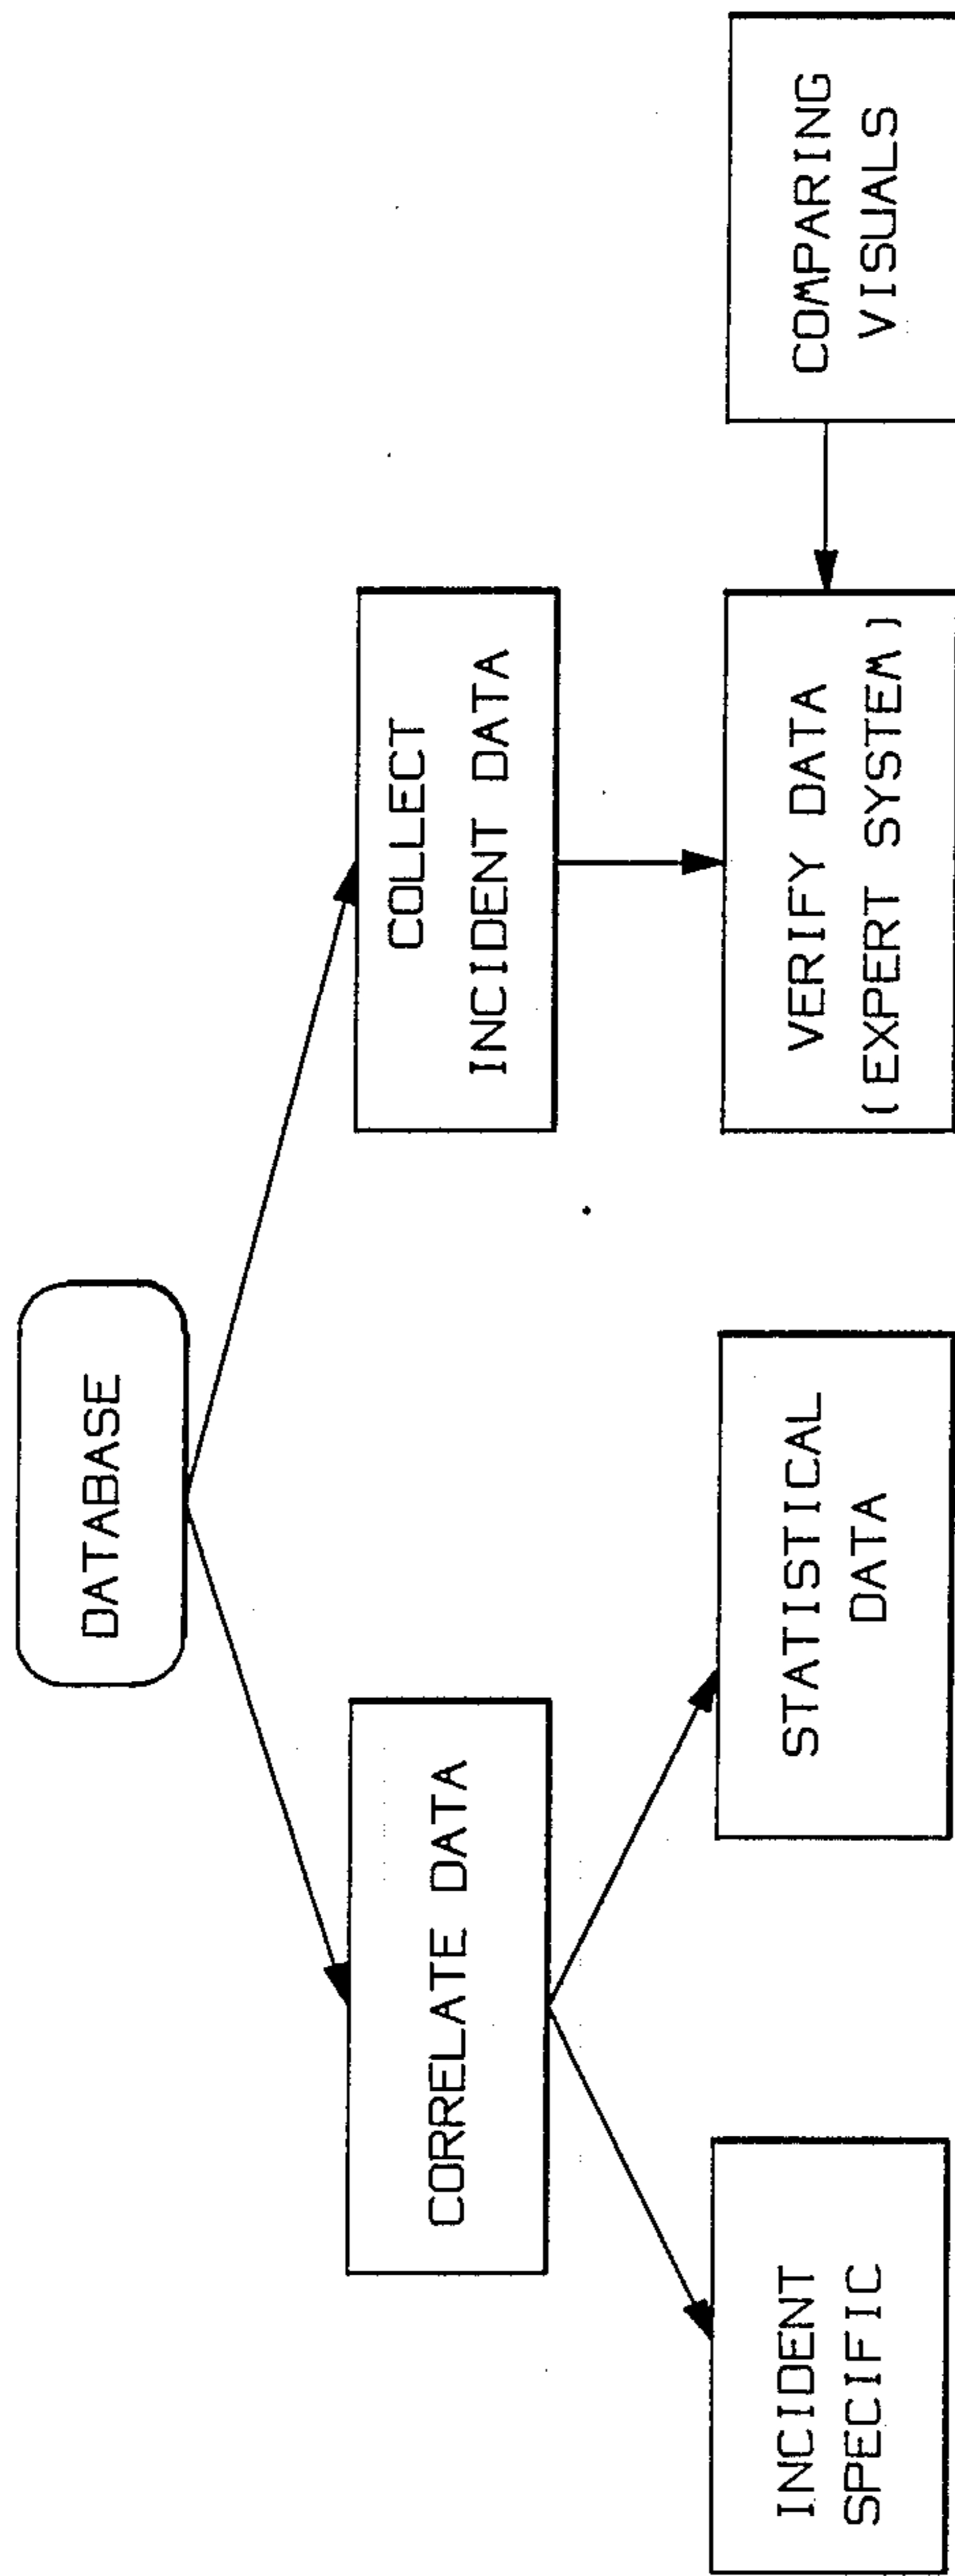 DATABASE
CORRELATE DATA
COLLECT
INCIDENT DATA
INCIDENT
SPECIFIC
STATISTICAL
DATA
VERIFY DATA
(EXPERT SYSTEM)
COMPARING
VISUALS